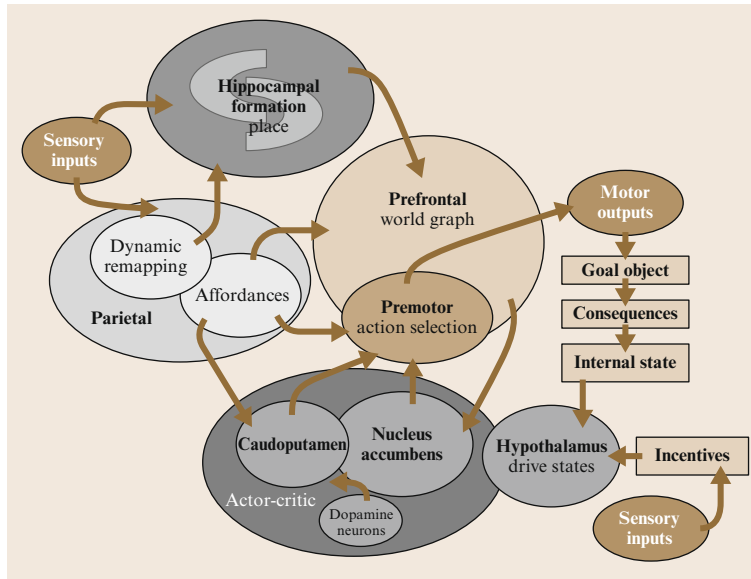 Hippocampal
formation
place
Sensory
inputs
Prefrontal
world graph
Motor
outputs
Dynamic
remapping
Goal object
Affordances
Parietal
Premotor
action selection
Consequences
Internal state
Caudoputamen
Nucleus
accumbens
Hypothalamus
drive states
Incentives
Actor-critic
Dopamine
neurons
Sensory
inputs